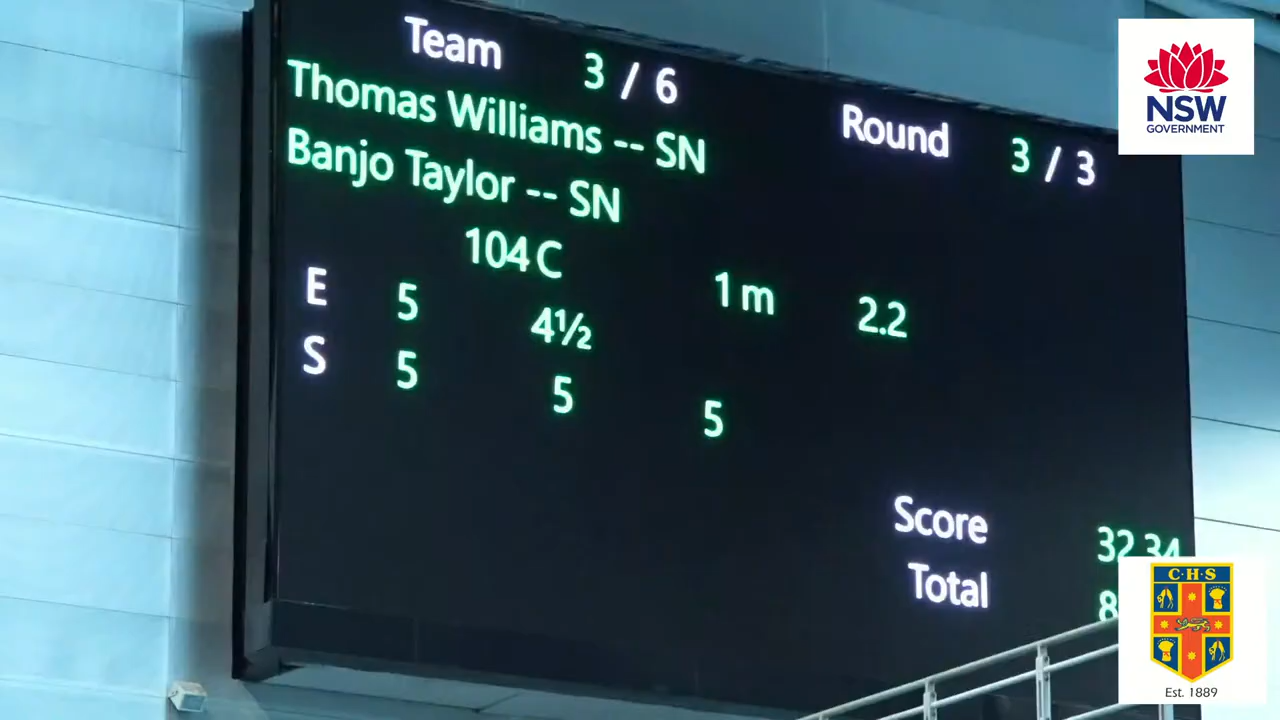 Team 3 / 6
Round 3 / 3
Thomas Williams -- SN
Banjo Taylor -- SN
104 C 1 m 2.2
E 5 4½
S 5 5 5
Score 32.34
Total
NSW
GOVERNMENT
C·H·S
Est. 1889